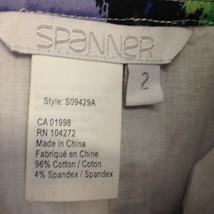 SPANNER
2
Style: S09429A
CA 01998
RN 104272
Made in China
Fabriqué en Chine
96% Cotton / Coton
4% Spandex / Spandex